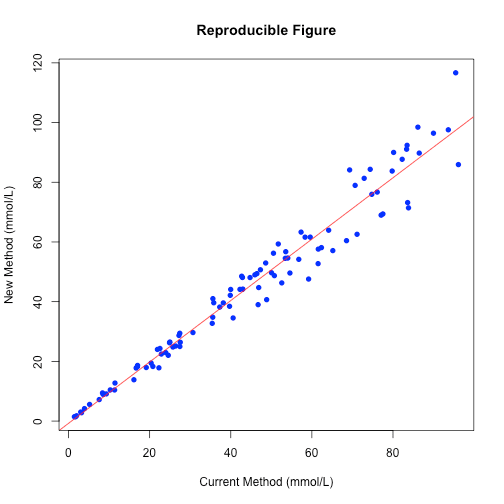 Reproducible Figure
New Method (mmol/L)
120
100
80
60
40
20
0
0 20 40 60 80
Current Method (mmol/L)